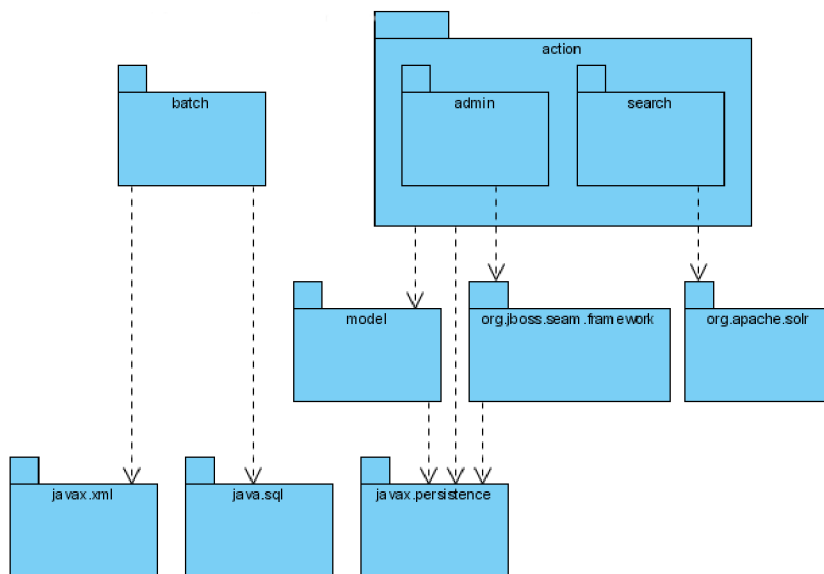 action
batch
admin
search
model
org.jboss.seam.framework
org.apache.solr
javax.xml
java.sql
javax.persistence